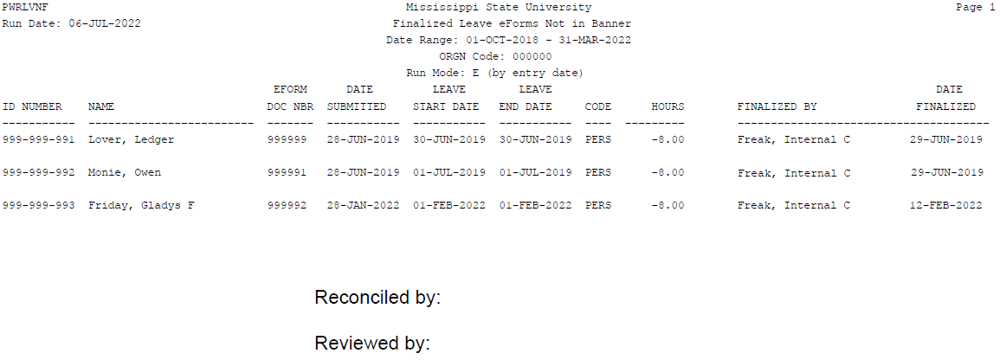 PWRLVNF Mississippi State University Page 1
Run Date: 06-JUL-2022 Finalized Leave eForms Not in Banner
Date Range: 01-OCT-2018 - 31-MAR-2022
ORGN Code: 000000
Run Mode: E (by entry date)
EFORM DATE LEAVE LEAVE DATE
ID NUMBER NAME DOC NBR SUBMITTED START DATE END DATE CODE HOURS FINALIZED BY FINALIZED
----------- ------------------------- ------- ----------- ----------- ----------- ---- --------- --------------------------------------
999-999-991 Lover, Ledger 999999 28-JUN-2019 30-JUN-2019 30-JUN-2019 PERS -8.00 Freak, Internal C 29-JUN-2019
999-999-992 Monie, Owen 999991 28-JUN-2019 01-JUL-2019 01-JUL-2019 PERS -8.00 Freak, Internal C 29-JUN-2019
999-999-993 Friday, Gladys F 999992 28-JAN-2022 01-FEB-2022 01-FEB-2022 PERS -8.00 Freak, Internal C 12-FEB-2022
Reconciled by:
Reviewed by: